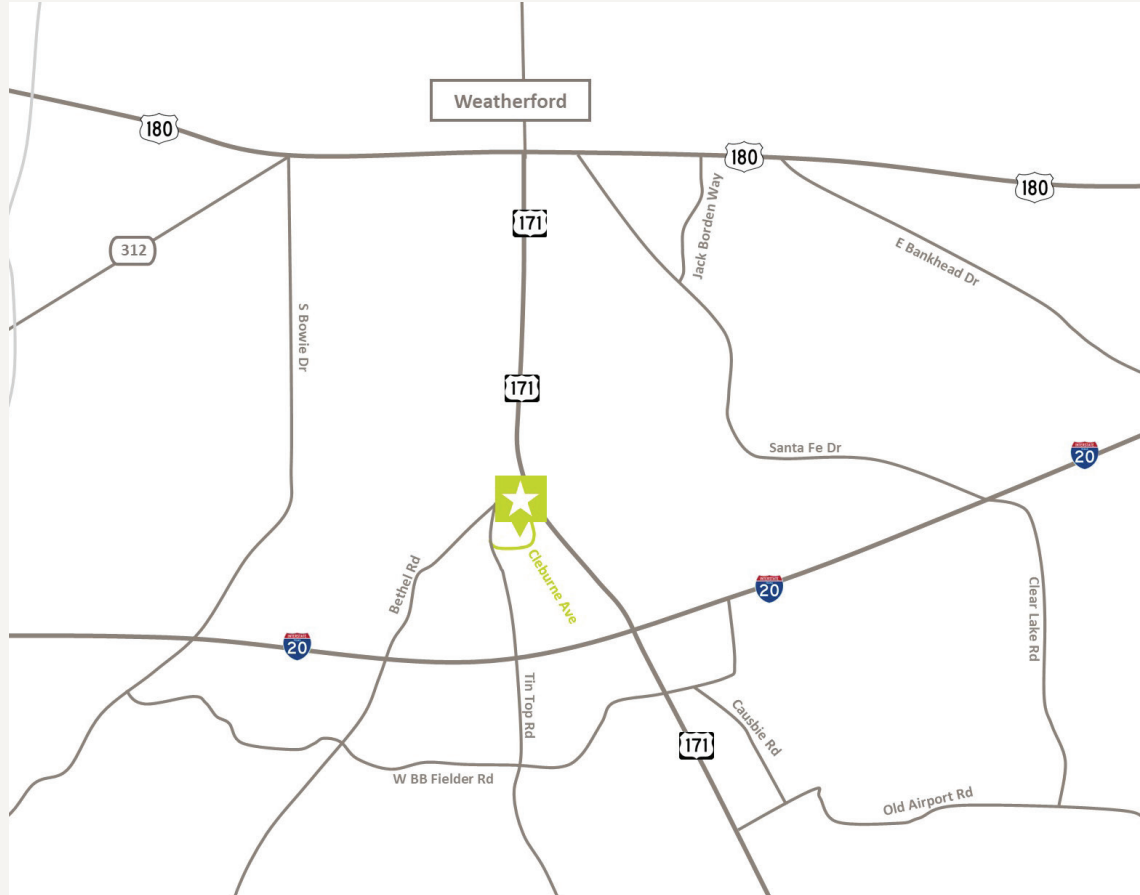 Weatherford
180
180
180
171
Jack Borden Way
E Bankhead Dr
312
S Bowie Dr
171
Santa Fe Dr
20
Cleburne Ave
Bethel Rd
20
Clear Lake Rd
20
Tin Top Rd
Causbie Rd
171
W BB Fielder Rd
Old Airport Rd